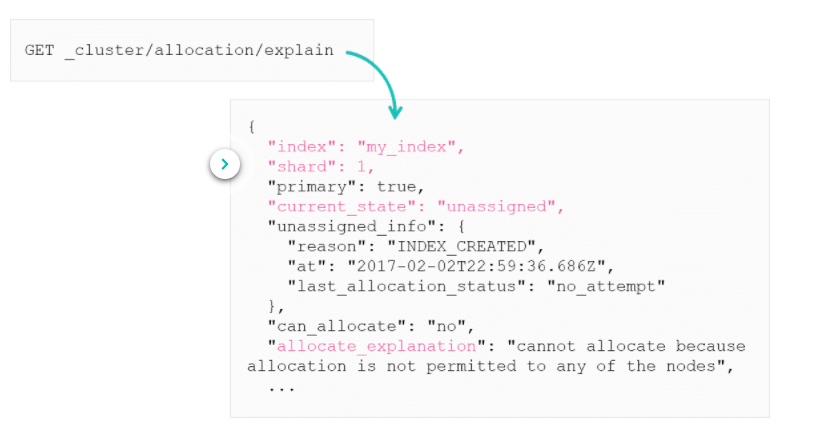 GET _cluster/allocation/explain
{
"index": "my_index",
"shard": 1,
"primary": true,
"current_state": "unassigned",
"unassigned_info": {
"reason": "INDEX_CREATED",
"at": "2017-02-02T22:59:36.686Z",
"last_allocation_status": "no_attempt"
},
"can_allocate": "no",
"allocate_explanation": "cannot allocate because
allocation is not permitted to any of the nodes",
...